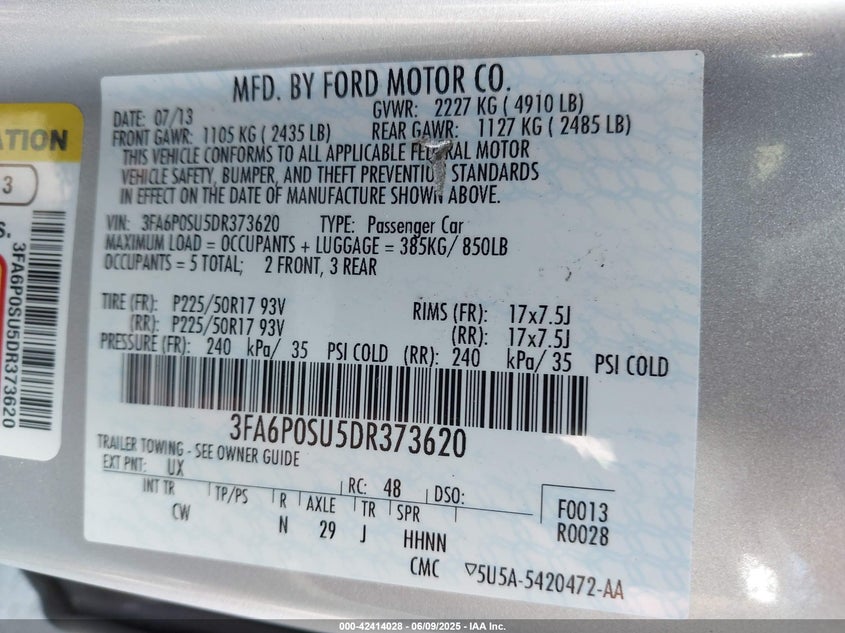 ATION
3
S.
3FA6P0SU5DR373620
MFD. BY FORD MOTOR CO.
DATE: 07/13 GVWR: 2227 KG ( 4910 LB)
FRONT GAWR: 1105 KG ( 2435 LB) REAR GAWR: 1127 KG ( 2485 LB)
THIS VEHICLE CONFORMS TO ALL APPLICABLE FEDERAL MOTOR
VEHICLE SAFETY, BUMPER, AND THEFT PREVENTION STANDARDS
IN EFFECT ON THE DATE OF MANUFACTURE SHOWN ABOVE.
VIN: 3FA6P0SU5DR373620 TYPE: Passenger Car
MAXIMUM LOAD = OCCUPANTS + LUGGAGE = 385KG/ 850LB
OCCUPANTS = 5 TOTAL; 2 FRONT, 3 REAR
TIRE (FR): P225/50R17 93V RIMS (FR): 17x7.5J
(RR): P225/50R17 93V (RR): 17x7.5J
PRESSURE (FR): 240 kPa/ 35 PSI COLD (RR): 240 kPa/ 35 PSI COLD
3FA6P0SU5DR373620
TRAILER TOWING - SEE OWNER GUIDE
EXT PNT: UX RC: 48 DSO:
INT TR TP/PS R AXLE TR SPR F0013
CW N 29 J HHNN R0028
CMC ▽5U5A-5420472-AA
000-42414028 - 06/09/2025 - IAA Inc.